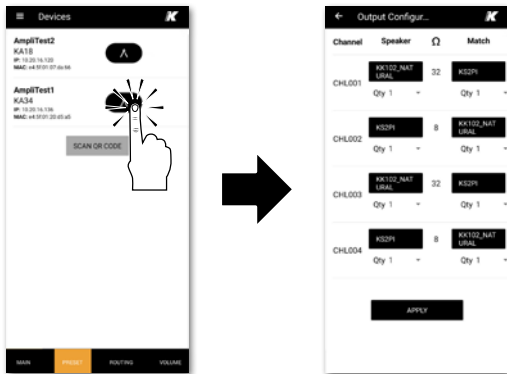 Devices
AmpliTest2
KA18
IP: 10.20.16.120
AmpliTest1
KA34
IP: 10.20.16.136
SCAN QR CODE
MAIN PRESET ROUTING VOLUME
Output Configur...
Channel Speaker Ω Match
CHL001 KK102_NAT
URAL 32 KS2PI
Qty 1 Qty 1
CHL002 KS2PI 8 KK102_NAT
URAL
Qty 1 Qty 1
CHL003 KK102_NAT
URAL 32 KS2PI
Qty 1 Qty 1
CHL004 KS2PI 8 KK102_NAT
URAL
Qty 1 Qty 1
APPLY